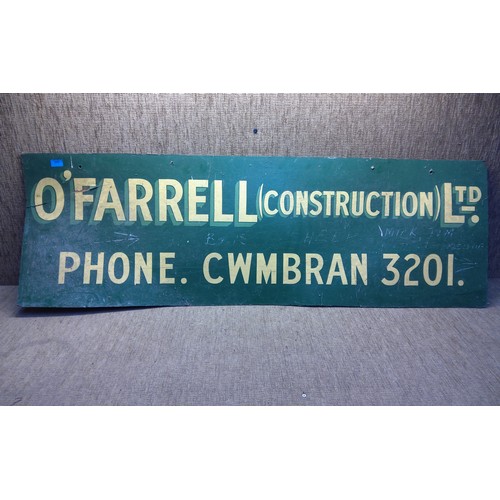 O'FARRELL (CONSTRUCTION) LTD.
PHONE. CWMBRAN 3201.